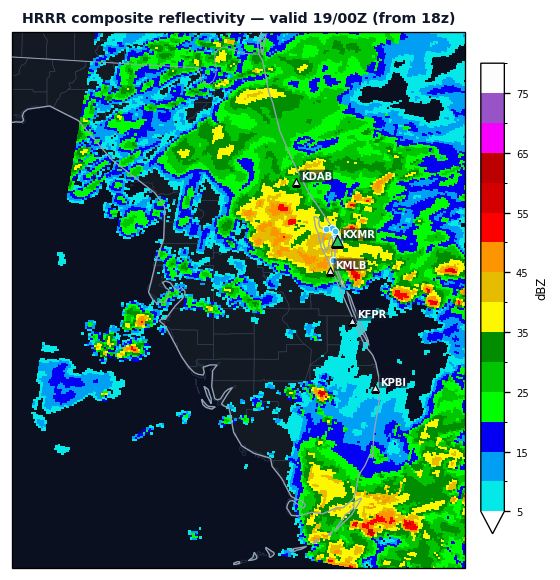 HRRR composite reflectivity — valid 19/00Z (from 18z)
KDAB
KXMR
KMLB
KFPR
KPBI
75
65
55
45
35
25
15
5
dBZ